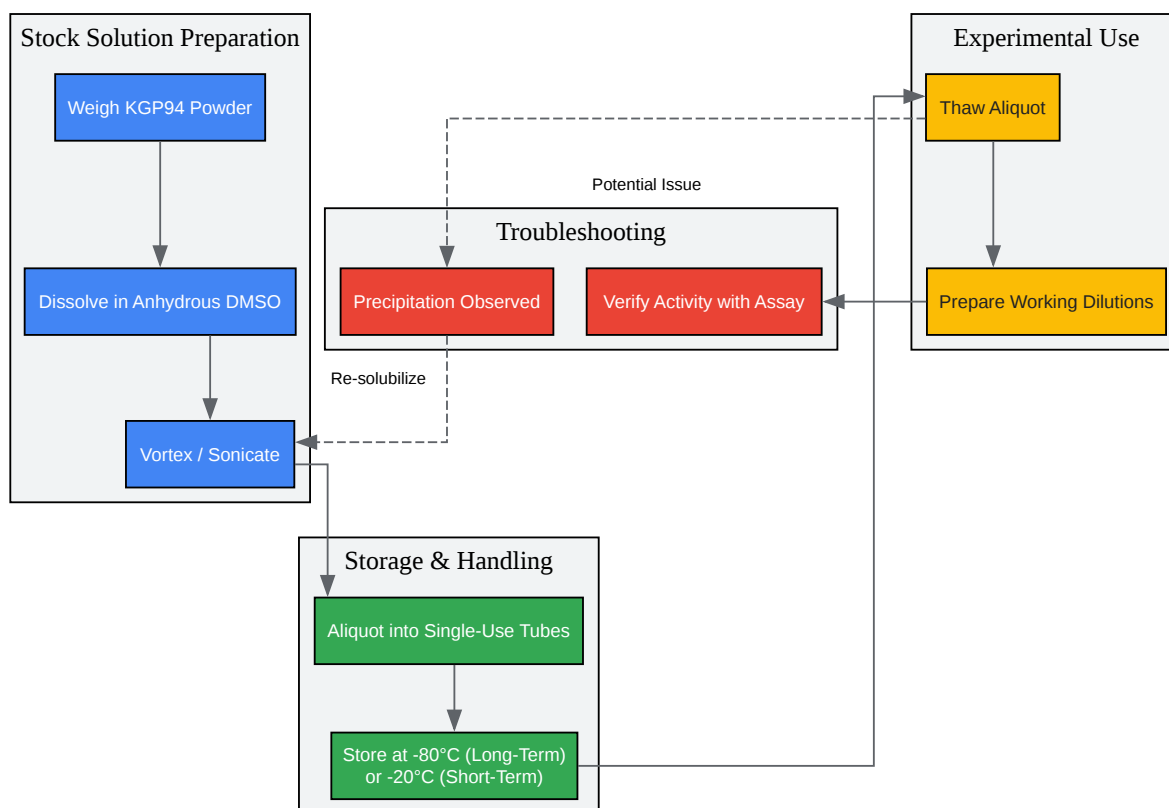 Stock Solution Preparation
Weigh KGP94 Powder
Dissolve in Anhydrous DMSO
Vortex / Sonicate
Experimental Use
Thaw Aliquot
Prepare Working Dilutions
Potential Issue
Troubleshooting
Precipitation Observed
Verify Activity with Assay
Re-solubilize
Storage & Handling
Aliquot into Single-Use Tubes
Store at -80°C (Long-Term)
or -20°C (Short-Term)